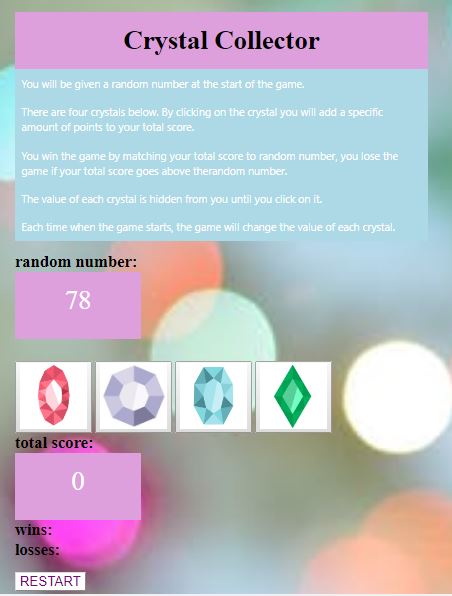 Crystal Collector
You will be given a random number at the start of the game.
There are four crystals below. By clicking on the crystal you will add a specific
amount of points to your total score.
You win the game by matching your total score to random number, you lose the
game if your total score goes above therandom number.
The value of each crystal is hidden from you until you click on it.
Each time when the game starts, the game will change the value of each crystal.
random number:
78
total score:
0
wins:
losses:
RESTART